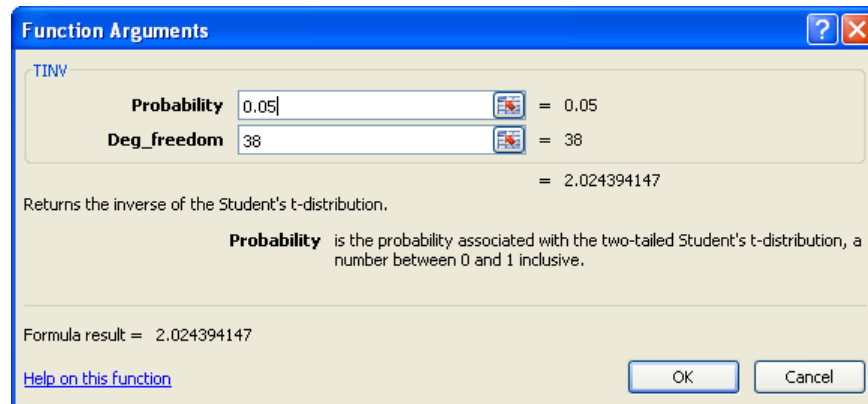 Function Arguments
TINV
Probability 0.05 = 0.05
Deg_freedom 38 = 38
= 2.024394147
Returns the inverse of the Student's t-distribution.
Probability is the probability associated with the two-tailed Student's t-distribution, a
number between 0 and 1 inclusive.
Formula result = 2.024394147
Help on this function
OK
Cancel